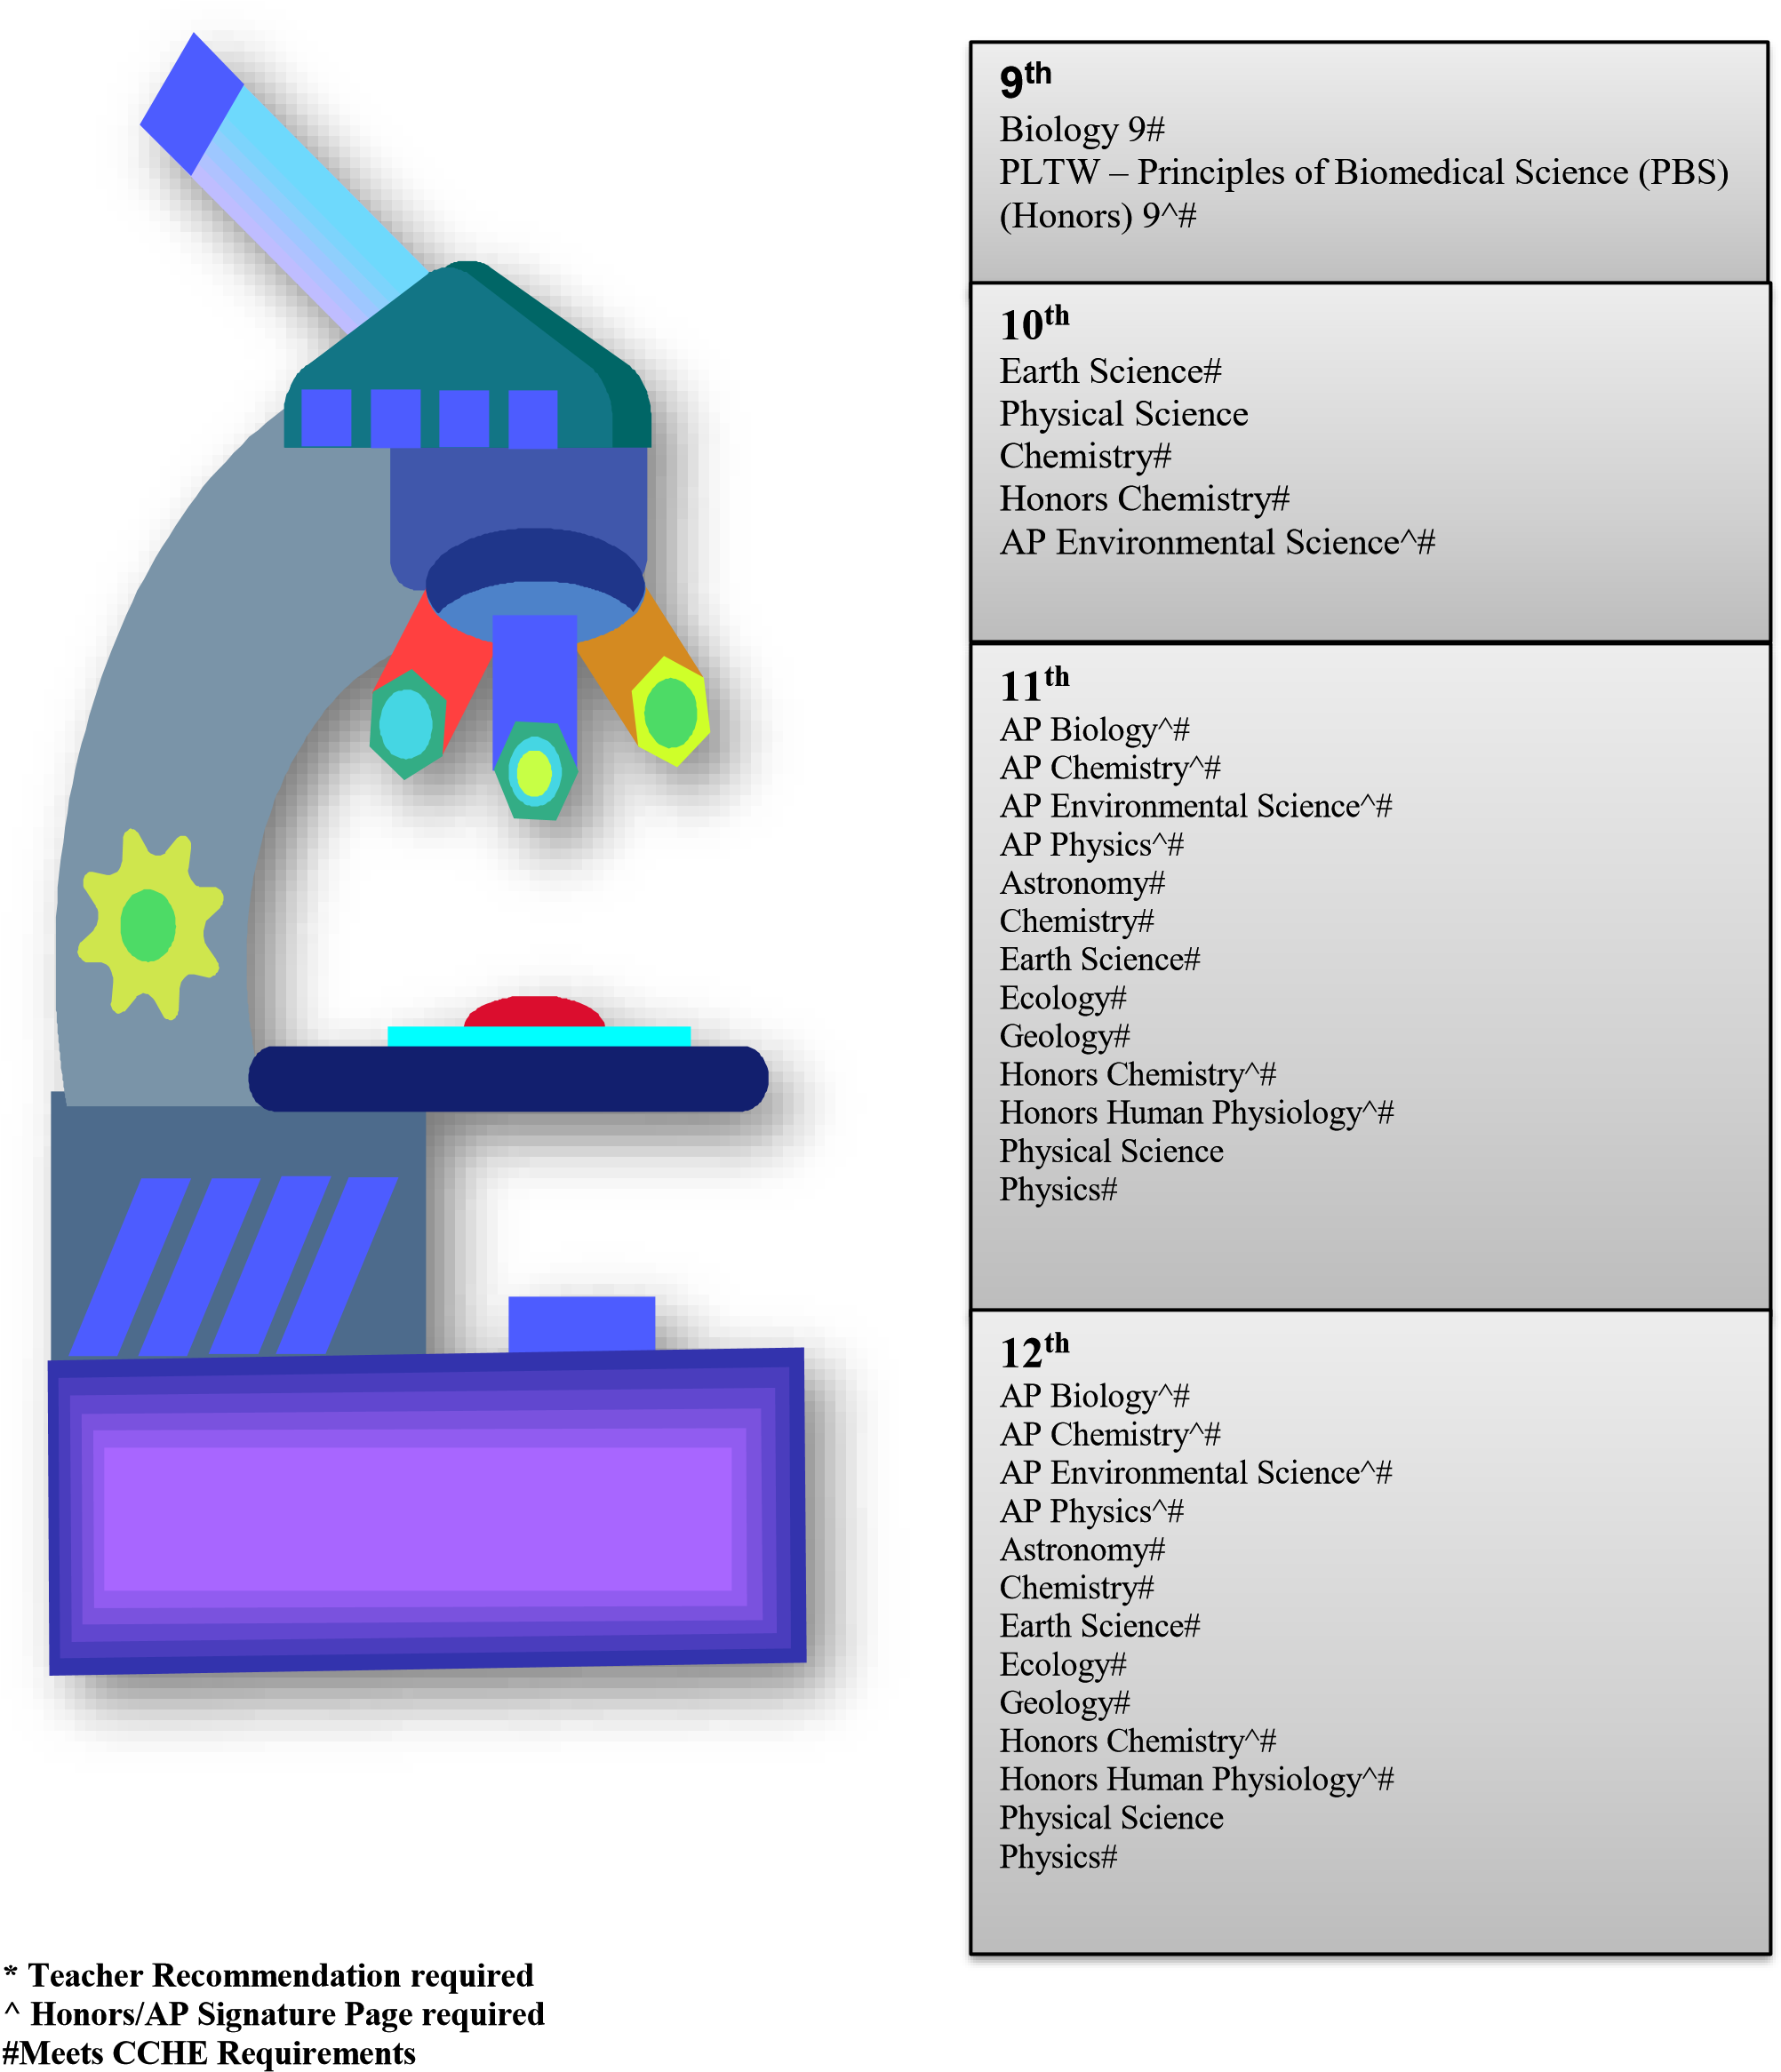 9th
Biology 9#
PLTW – Principles of Biomedical Science (PBS)
(Honors) 9^#
10th
Earth Science#
Physical Science
Chemistry#
Honors Chemistry#
AP Environmental Science^#
11th
AP Biology^#
AP Chemistry^#
AP Environmental Science^#
AP Physics^#
Astronomy#
Chemistry#
Earth Science#
Ecology#
Geology#
Honors Chemistry^#
Honors Human Physiology^#
Physical Science
Physics#
12th
AP Biology^#
AP Chemistry^#
AP Environmental Science^#
AP Physics^#
Astronomy#
Chemistry#
Earth Science#
Ecology#
Geology#
Honors Chemistry^#
Honors Human Physiology^#
Physical Science
Physics#
* Teacher Recommendation required
^ Honors/AP Signature Page required
#Meets CCHE Requirements